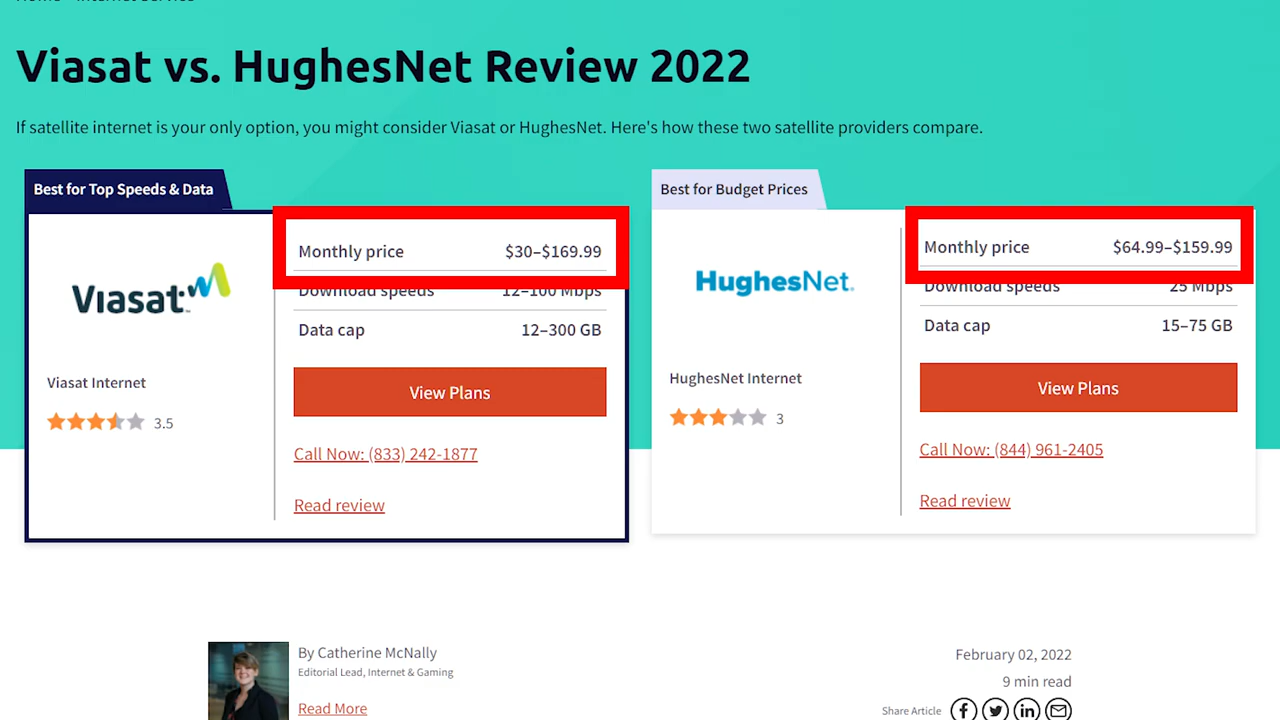 Home Internet Service
Viasat vs. HughesNet Review 2022
If satellite internet is your only option, you might consider Viasat or HughesNet. Here's how these two satellite providers compare.
Best for Top Speeds & Data
Viasat
Viasat Internet
3.5
Monthly price $30–$169.99
Download speeds 12–100 Mbps
Data cap 12–300 GB
View Plans
Call Now: (833) 242-1877
Read review
Best for Budget Prices
HughesNet.
HughesNet Internet
3
Monthly price $64.99–$159.99
Download speeds 25 Mbps
Data cap 15–75 GB
View Plans
Call Now: (844) 961-2405
Read review
By Catherine McNally
Editorial Lead, Internet & Gaming
Read More
February 02, 2022
9 min read
Share Article